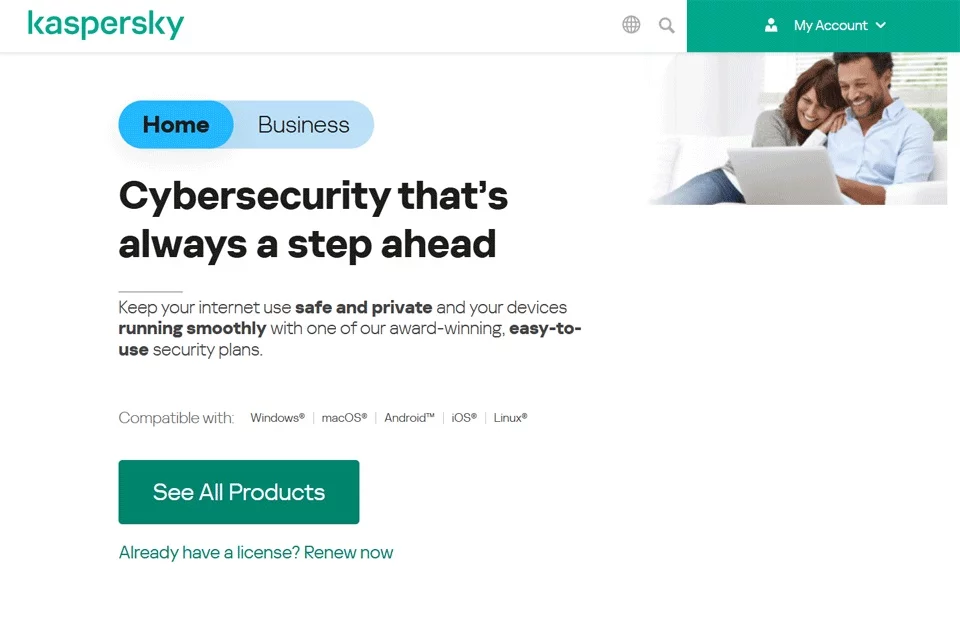 kaspersky
My Account
Home
Business
Cybersecurity that’s
always a step ahead
Keep your internet use safe and private and your devices
running smoothly with one of our award-winning, easy-to-
use security plans.
Compatible with: Windows® | macOS® | Android™ | iOS® | Linux®
See All Products
Already have a license? Renew now